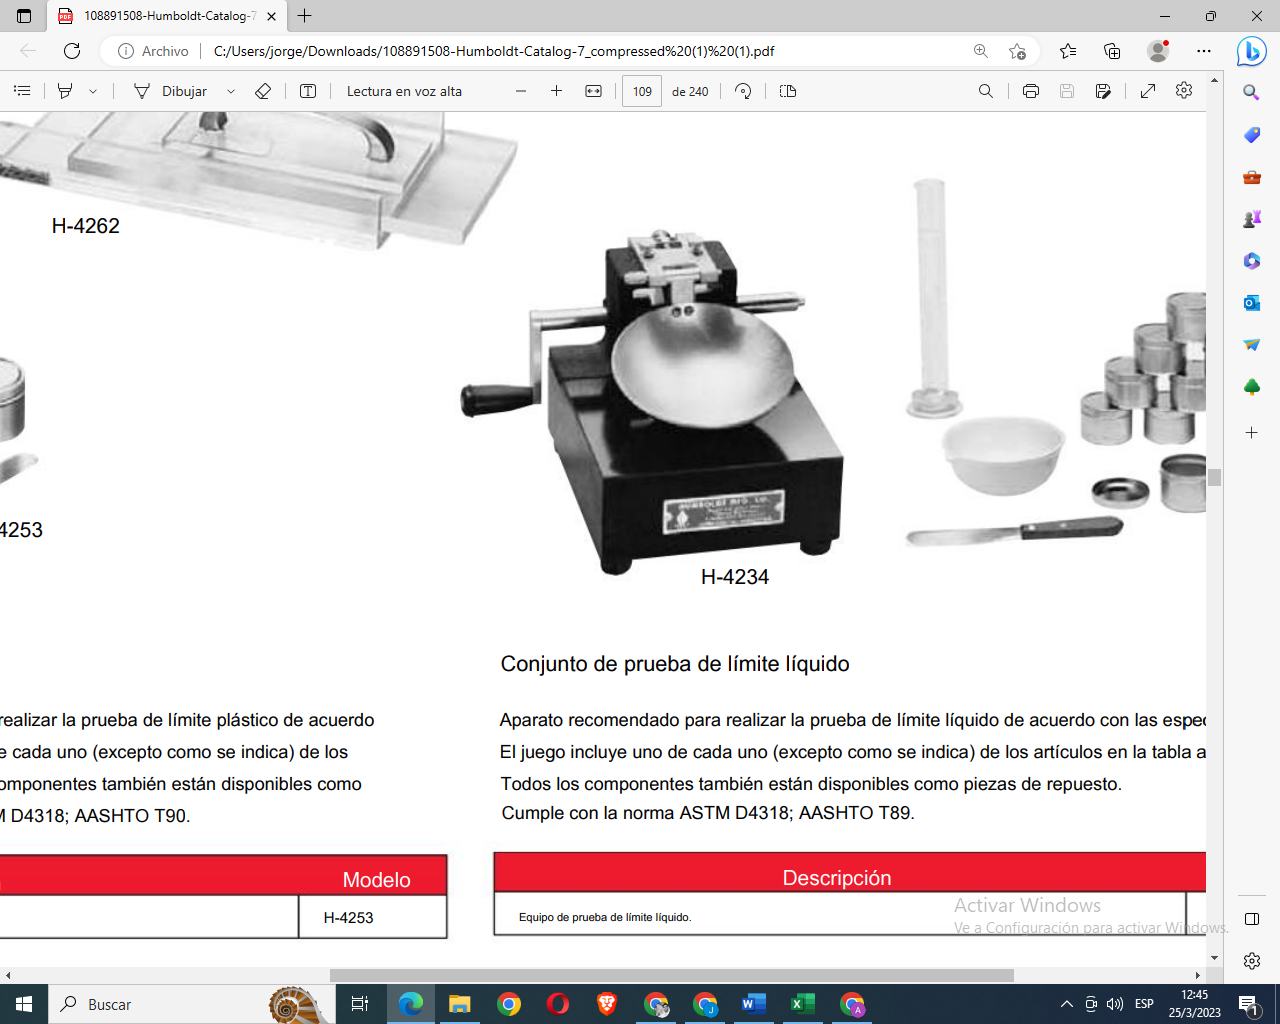 108891508-Humboldt-Catalog-7
Archivo
C:/Users/jorge/Downloads/108891508-Humboldt-Catalog-7_compressed%20(1)%20(1).pdf
Dibujar
Lectura en voz alta
109
de 240
H-4262
4253
HUMBOLDT MFG. CO.
H-4234
Conjunto de prueba de límite líquido
realizar la prueba de límite plástico de acuerdo
e cada uno (excepto como se indica) de los
omponentes también están disponibles como
M D4318; AASHTO T90.
Aparato recomendado para realizar la prueba de límite líquido de acuerdo con las espec
El juego incluye uno de cada uno (excepto como se indica) de los artículos en la tabla a
Todos los componentes también están disponibles como piezas de repuesto.
Cumple con la norma ASTM D4318; AASHTO T89.
Modelo
H-4253
Descripción
Equipo de prueba de límite líquido.
Activar Windows
Ve a Configuración para activar Windows.
Buscar
ESP
12:45
25/3/2023
1